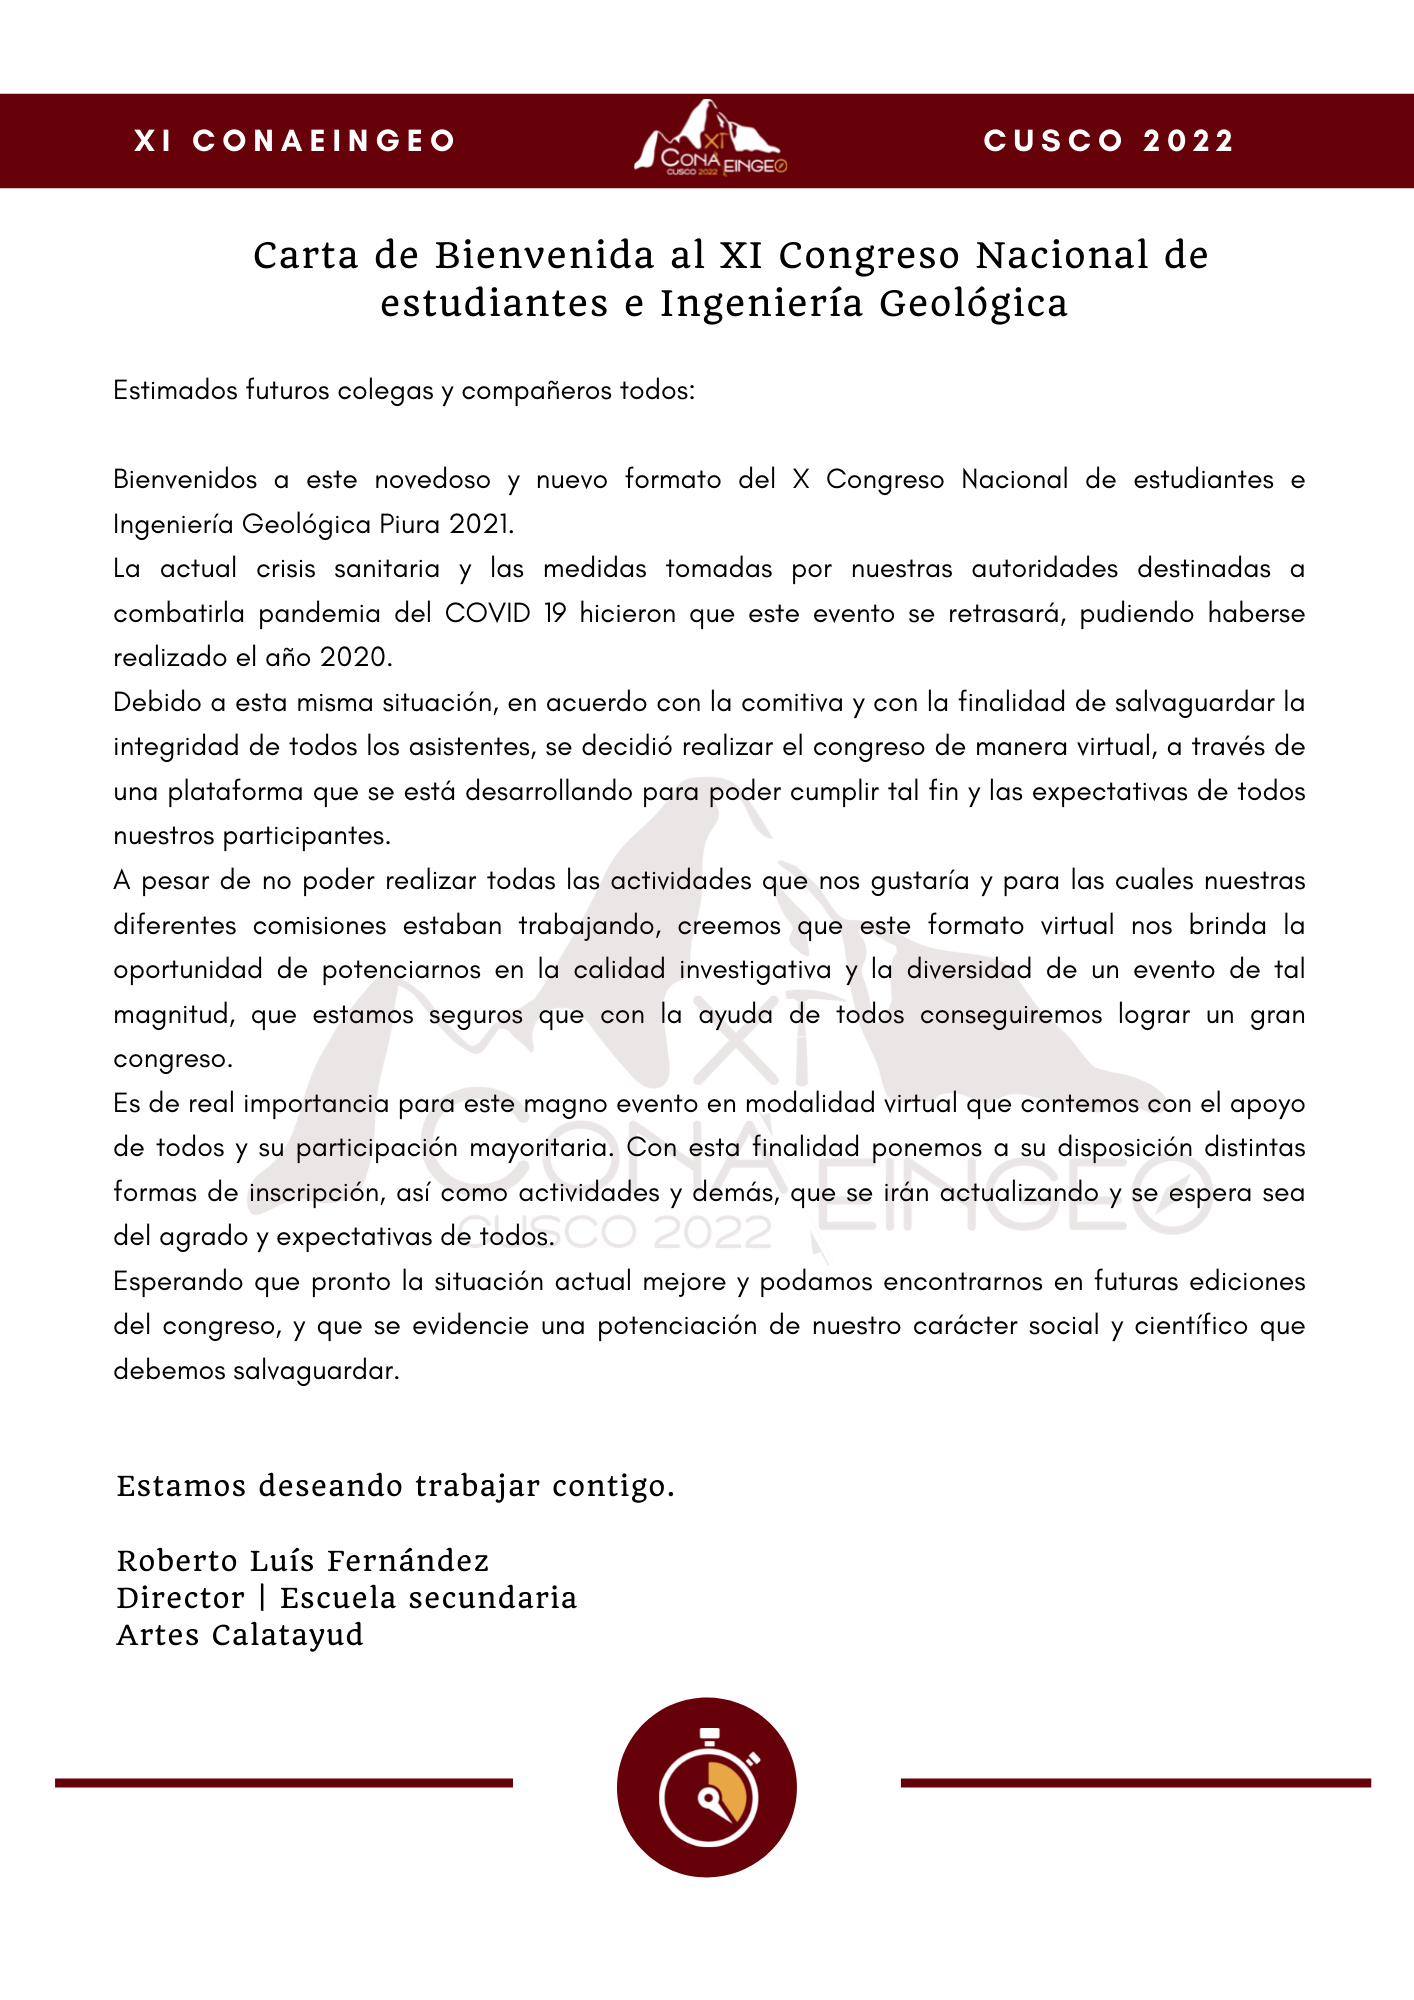 XI CONAEINGEO
XI
CONA
EINGEO
CUSCO 2022
CUSCO 2022
Carta de Bienvenida al XI Congreso Nacional de
estudiantes e Ingeniería Geológica
Estimados futuros colegas y compañeros todos:
Bienvenidos a este novedoso y nuevo formato del X Congreso Nacional de estudiantes e
Ingeniería Geológica Piura 2021.
La actual crisis sanitaria y las medidas tomadas por nuestras autoridades destinadas a
combatirla pandemia del COVID 19 hicieron que este evento se retrasará, pudiendo haberse
realizado el año 2020.
Debido a esta misma situación, en acuerdo con la comitiva y con la finalidad de salvaguardar la
integridad de todos los asistentes, se decidió realizar el congreso de manera virtual, a través de
una plataforma que se está desarrollando para poder cumplir tal fin y las expectativas de todos
nuestros participantes.
A pesar de no poder realizar todas las actividades que nos gustaría y para las cuales nuestras
diferentes comisiones estaban trabajando, creemos que este formato virtual nos brinda la
oportunidad de potenciarnos en la calidad investigativa y la diversidad de un evento de tal
magnitud, que estamos seguros que con la ayuda de todos conseguiremos lograr un gran
congreso.
Es de real importancia para este magno evento en modalidad virtual que contemos con el apoyo
de todos y su participación mayoritaria. Con esta finalidad ponemos a su disposición distintas
formas de inscripción, así como actividades y demás, que se irán actualizando y se espera sea
del agrado y expectativas de todos.
Esperando que pronto la situación actual mejore y podamos encontrarnos en futuras ediciones
del congreso, y que se evidencie una potenciación de nuestro carácter social y científico que
debemos salvaguardar.
XI
CONA
EINGEO
CUSCO 2022
Estamos deseando trabajar contigo.
Roberto Luís Fernández
Director | Escuela secundaria
Artes Calatayud